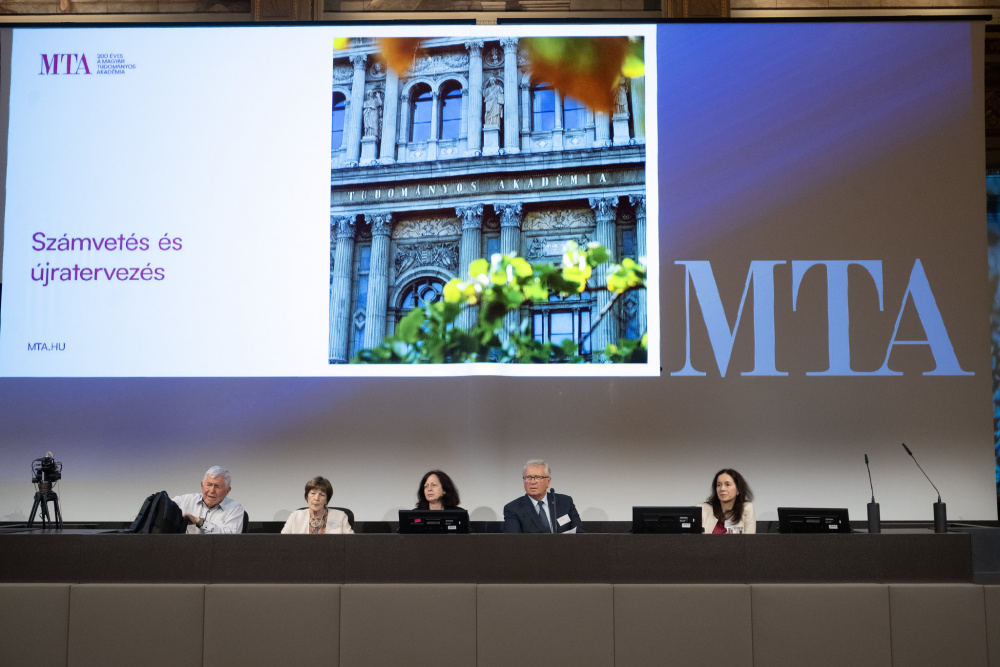 MTA
200 ÉVES
A MAGYAR
TUDOMÁNYOS
AKADÉMIA
TUDOMÁNYOS AKADÉMIA
Számvetés és
újratervezés
MTA.HU
MTA